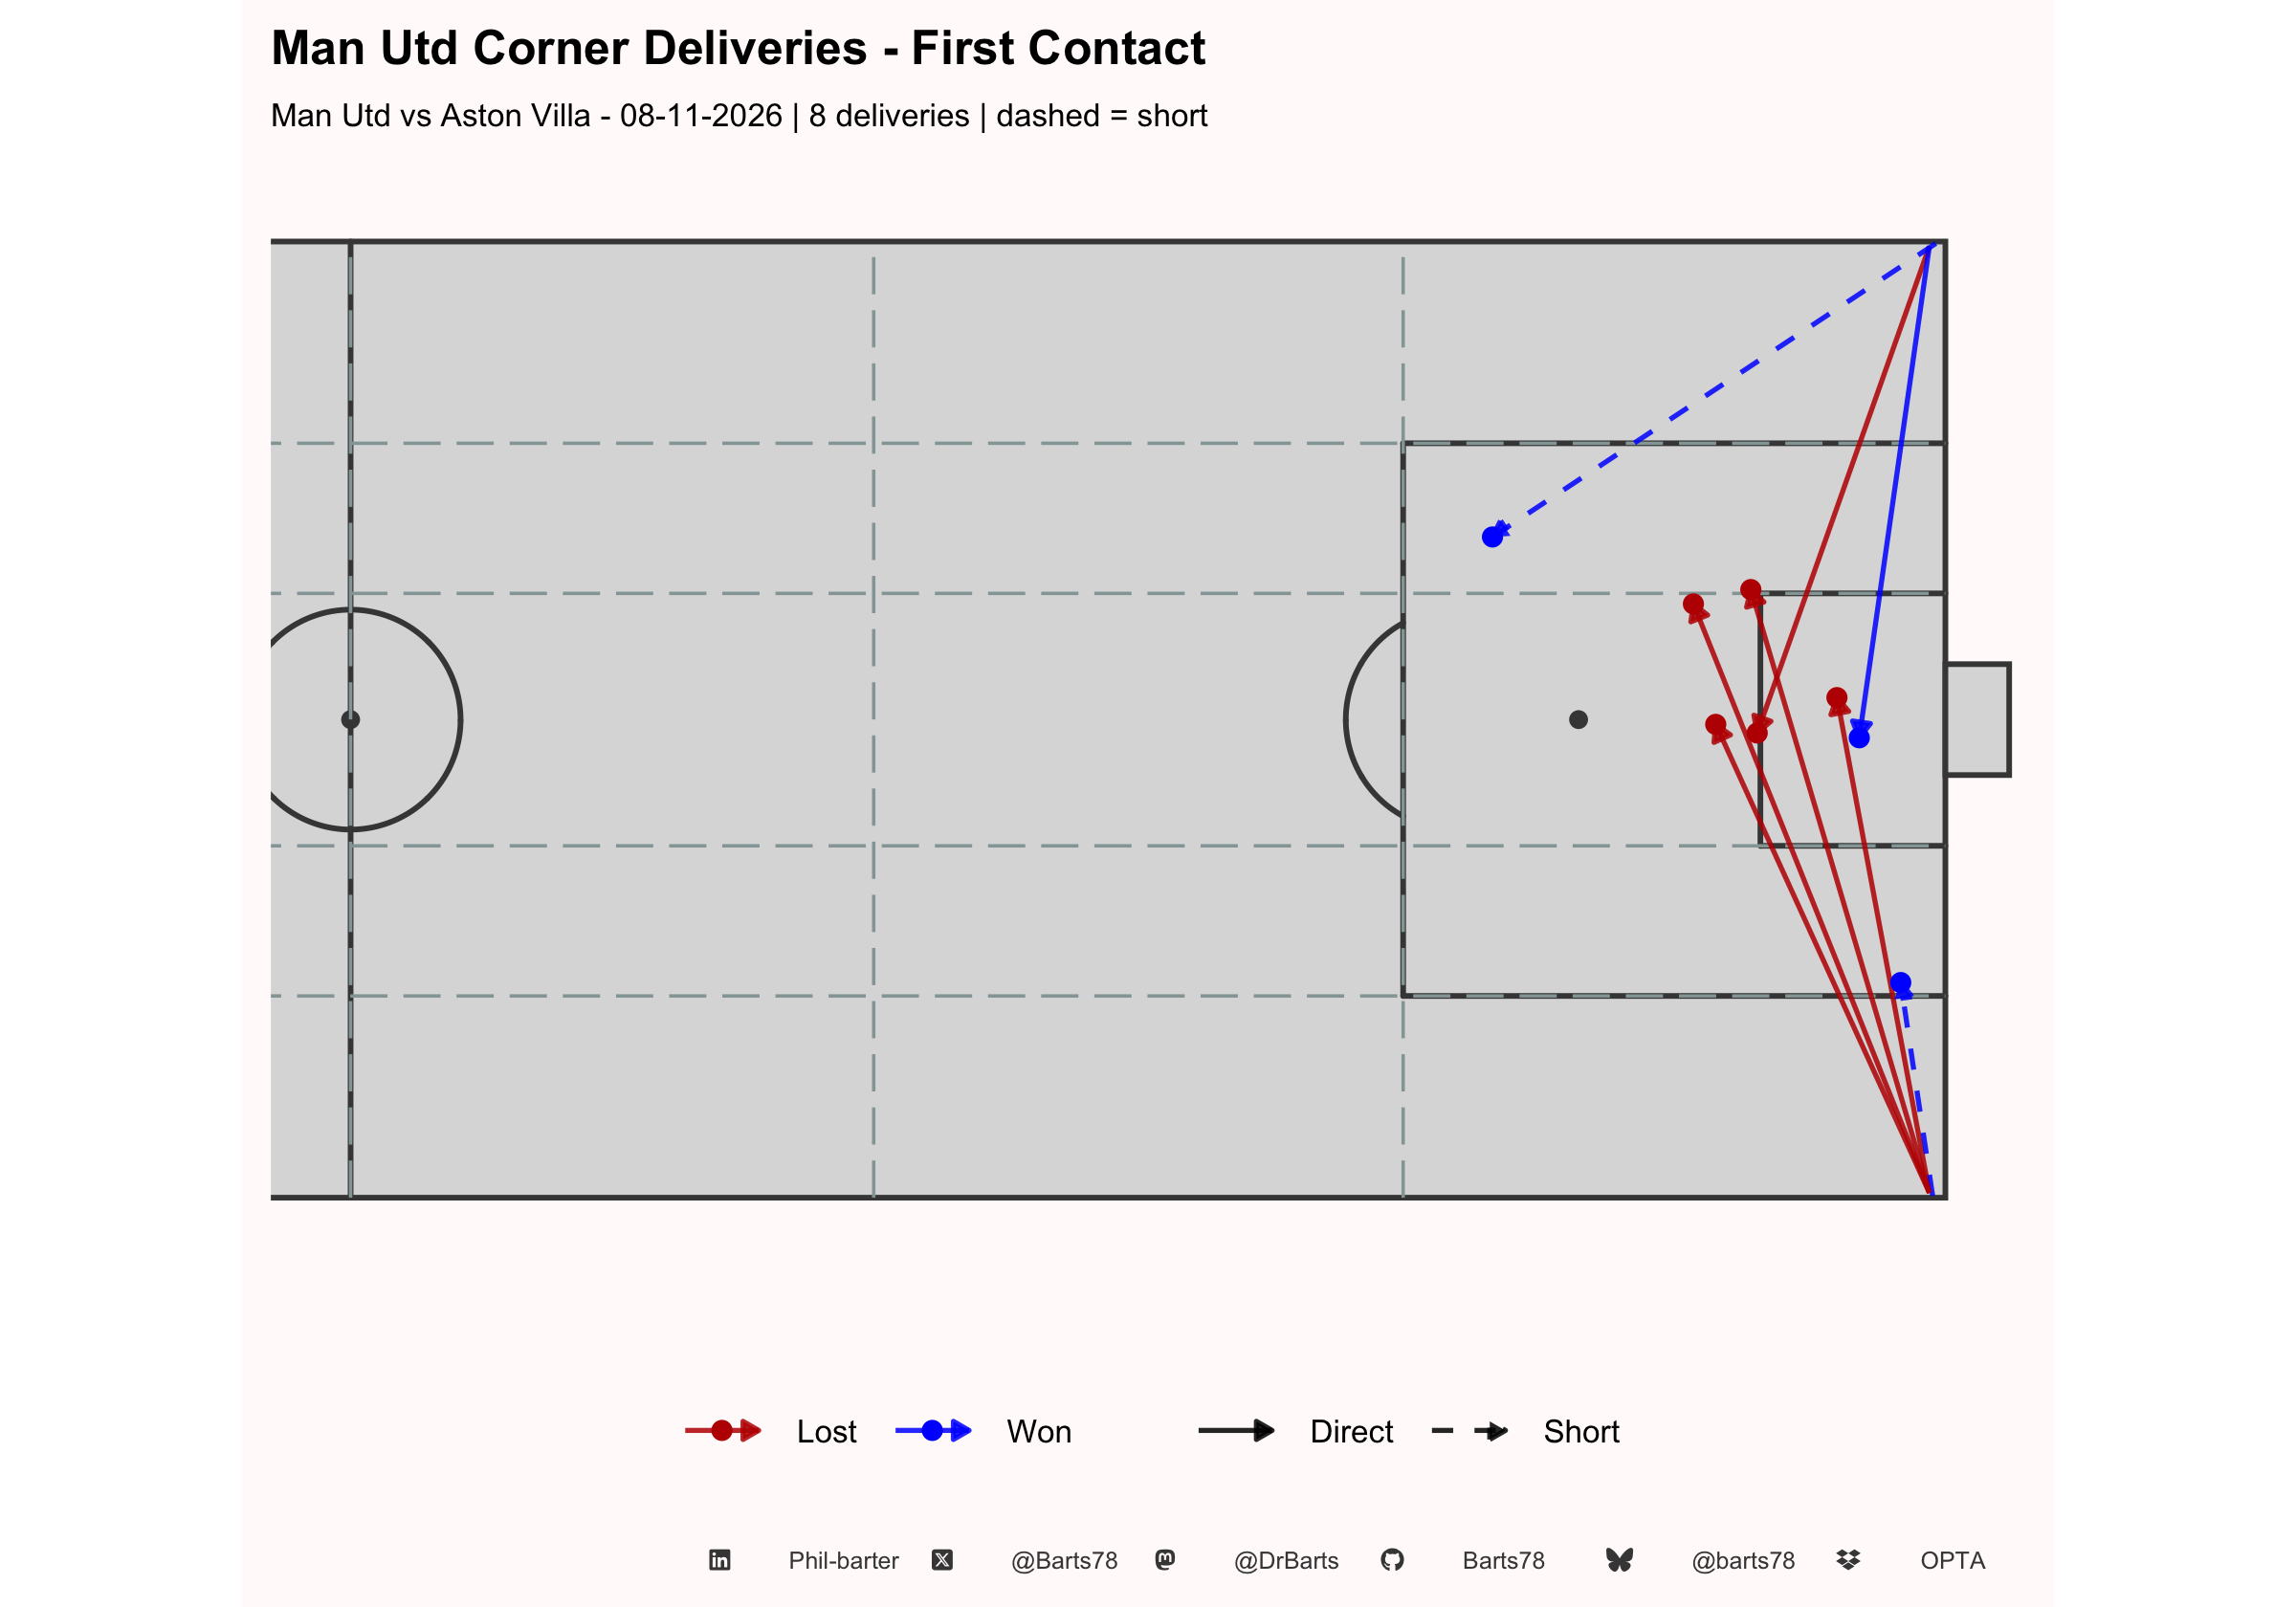 Man Utd Corner Deliveries - First Contact
Man Utd vs Aston Villa - 08-11-2026 | 8 deliveries | dashed = short
Lost Won Direct Short
Phil-barter @Barts78 @DrBarts Barts78 @barts78 OPTA